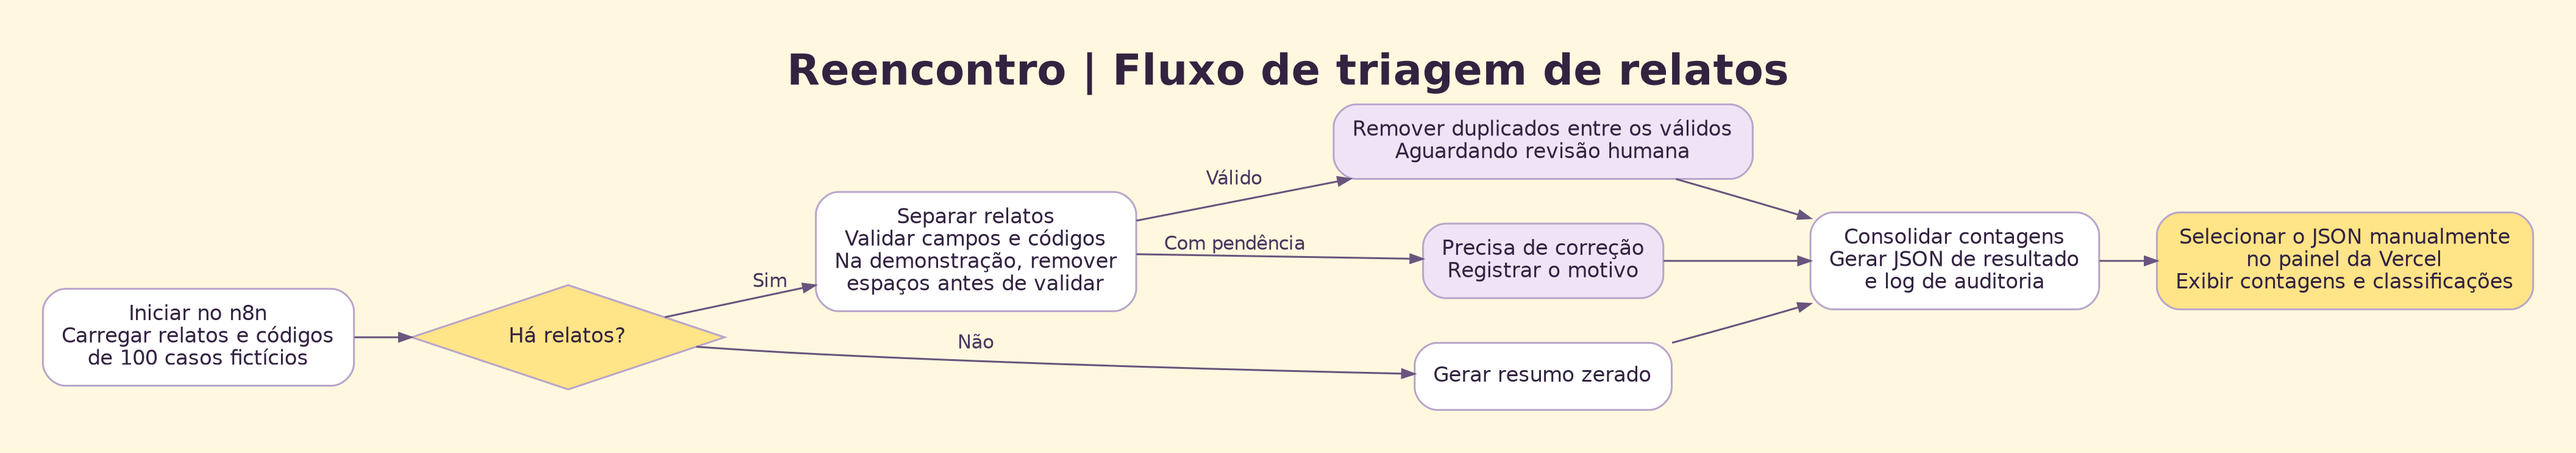 Reencontro | Fluxo de triagem de relatos
Iniciar no n8n
Carregar relatos e códigos
de 100 casos fictícios
Há relatos?
Sim
Não
Separar relatos
Validar campos e códigos
Na demonstração, remover
espaços antes de validar
Válido
Com pendência
Remover duplicados entre os válidos
Aguardando revisão humana
Precisa de correção
Registrar o motivo
Gerar resumo zerado
Consolidar contagens
Gerar JSON de resultado
e log de auditoria
Selecionar o JSON manualmente
no painel da Vercel
Exibir contagens e classificações